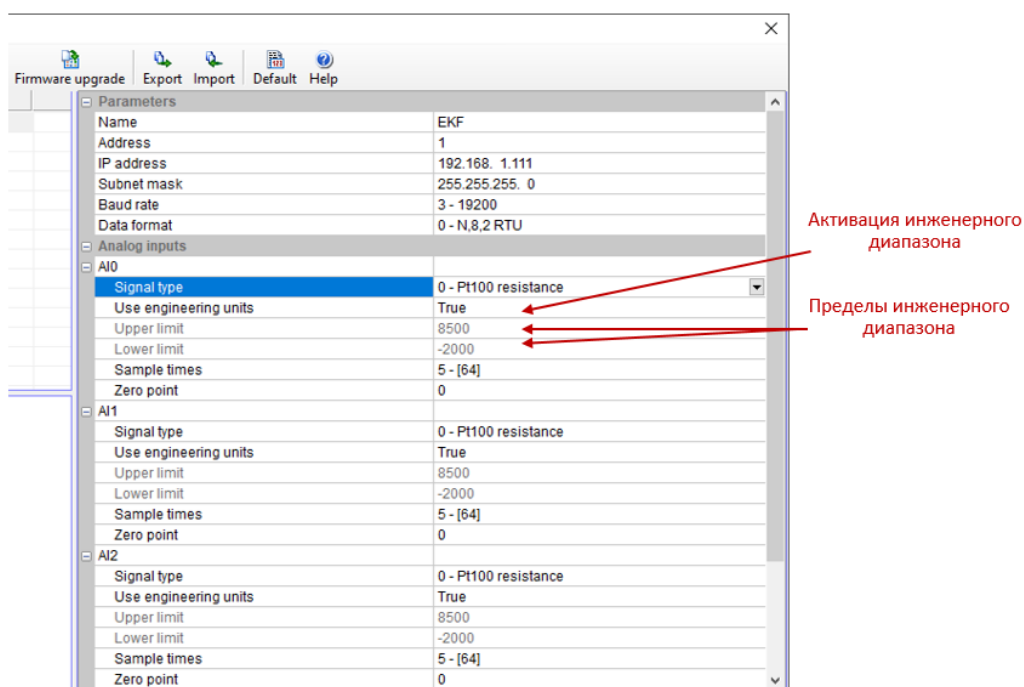 Firmware upgrade Export Import Default Help
Parameters
Name EKF
Address 1
IP address 192.168. 1.111
Subnet mask 255.255.255. 0
Baud rate 3 - 19200
Data format 0 - N,8,2 RTU
Analog inputs
AI0
Signal type 0 - Pt100 resistance
Use engineering units True
Upper limit 8500
Lower limit -2000
Sample times 5 - [64]
Zero point 0
AI1
Signal type 0 - Pt100 resistance
Use engineering units True
Upper limit 8500
Lower limit -2000
Sample times 5 - [64]
Zero point 0
AI2
Signal type 0 - Pt100 resistance
Use engineering units True
Upper limit 8500
Lower limit -2000
Sample times 5 - [64]
Zero point 0
Активация инженерного
диапазона
Пределы инженерного
диапазона